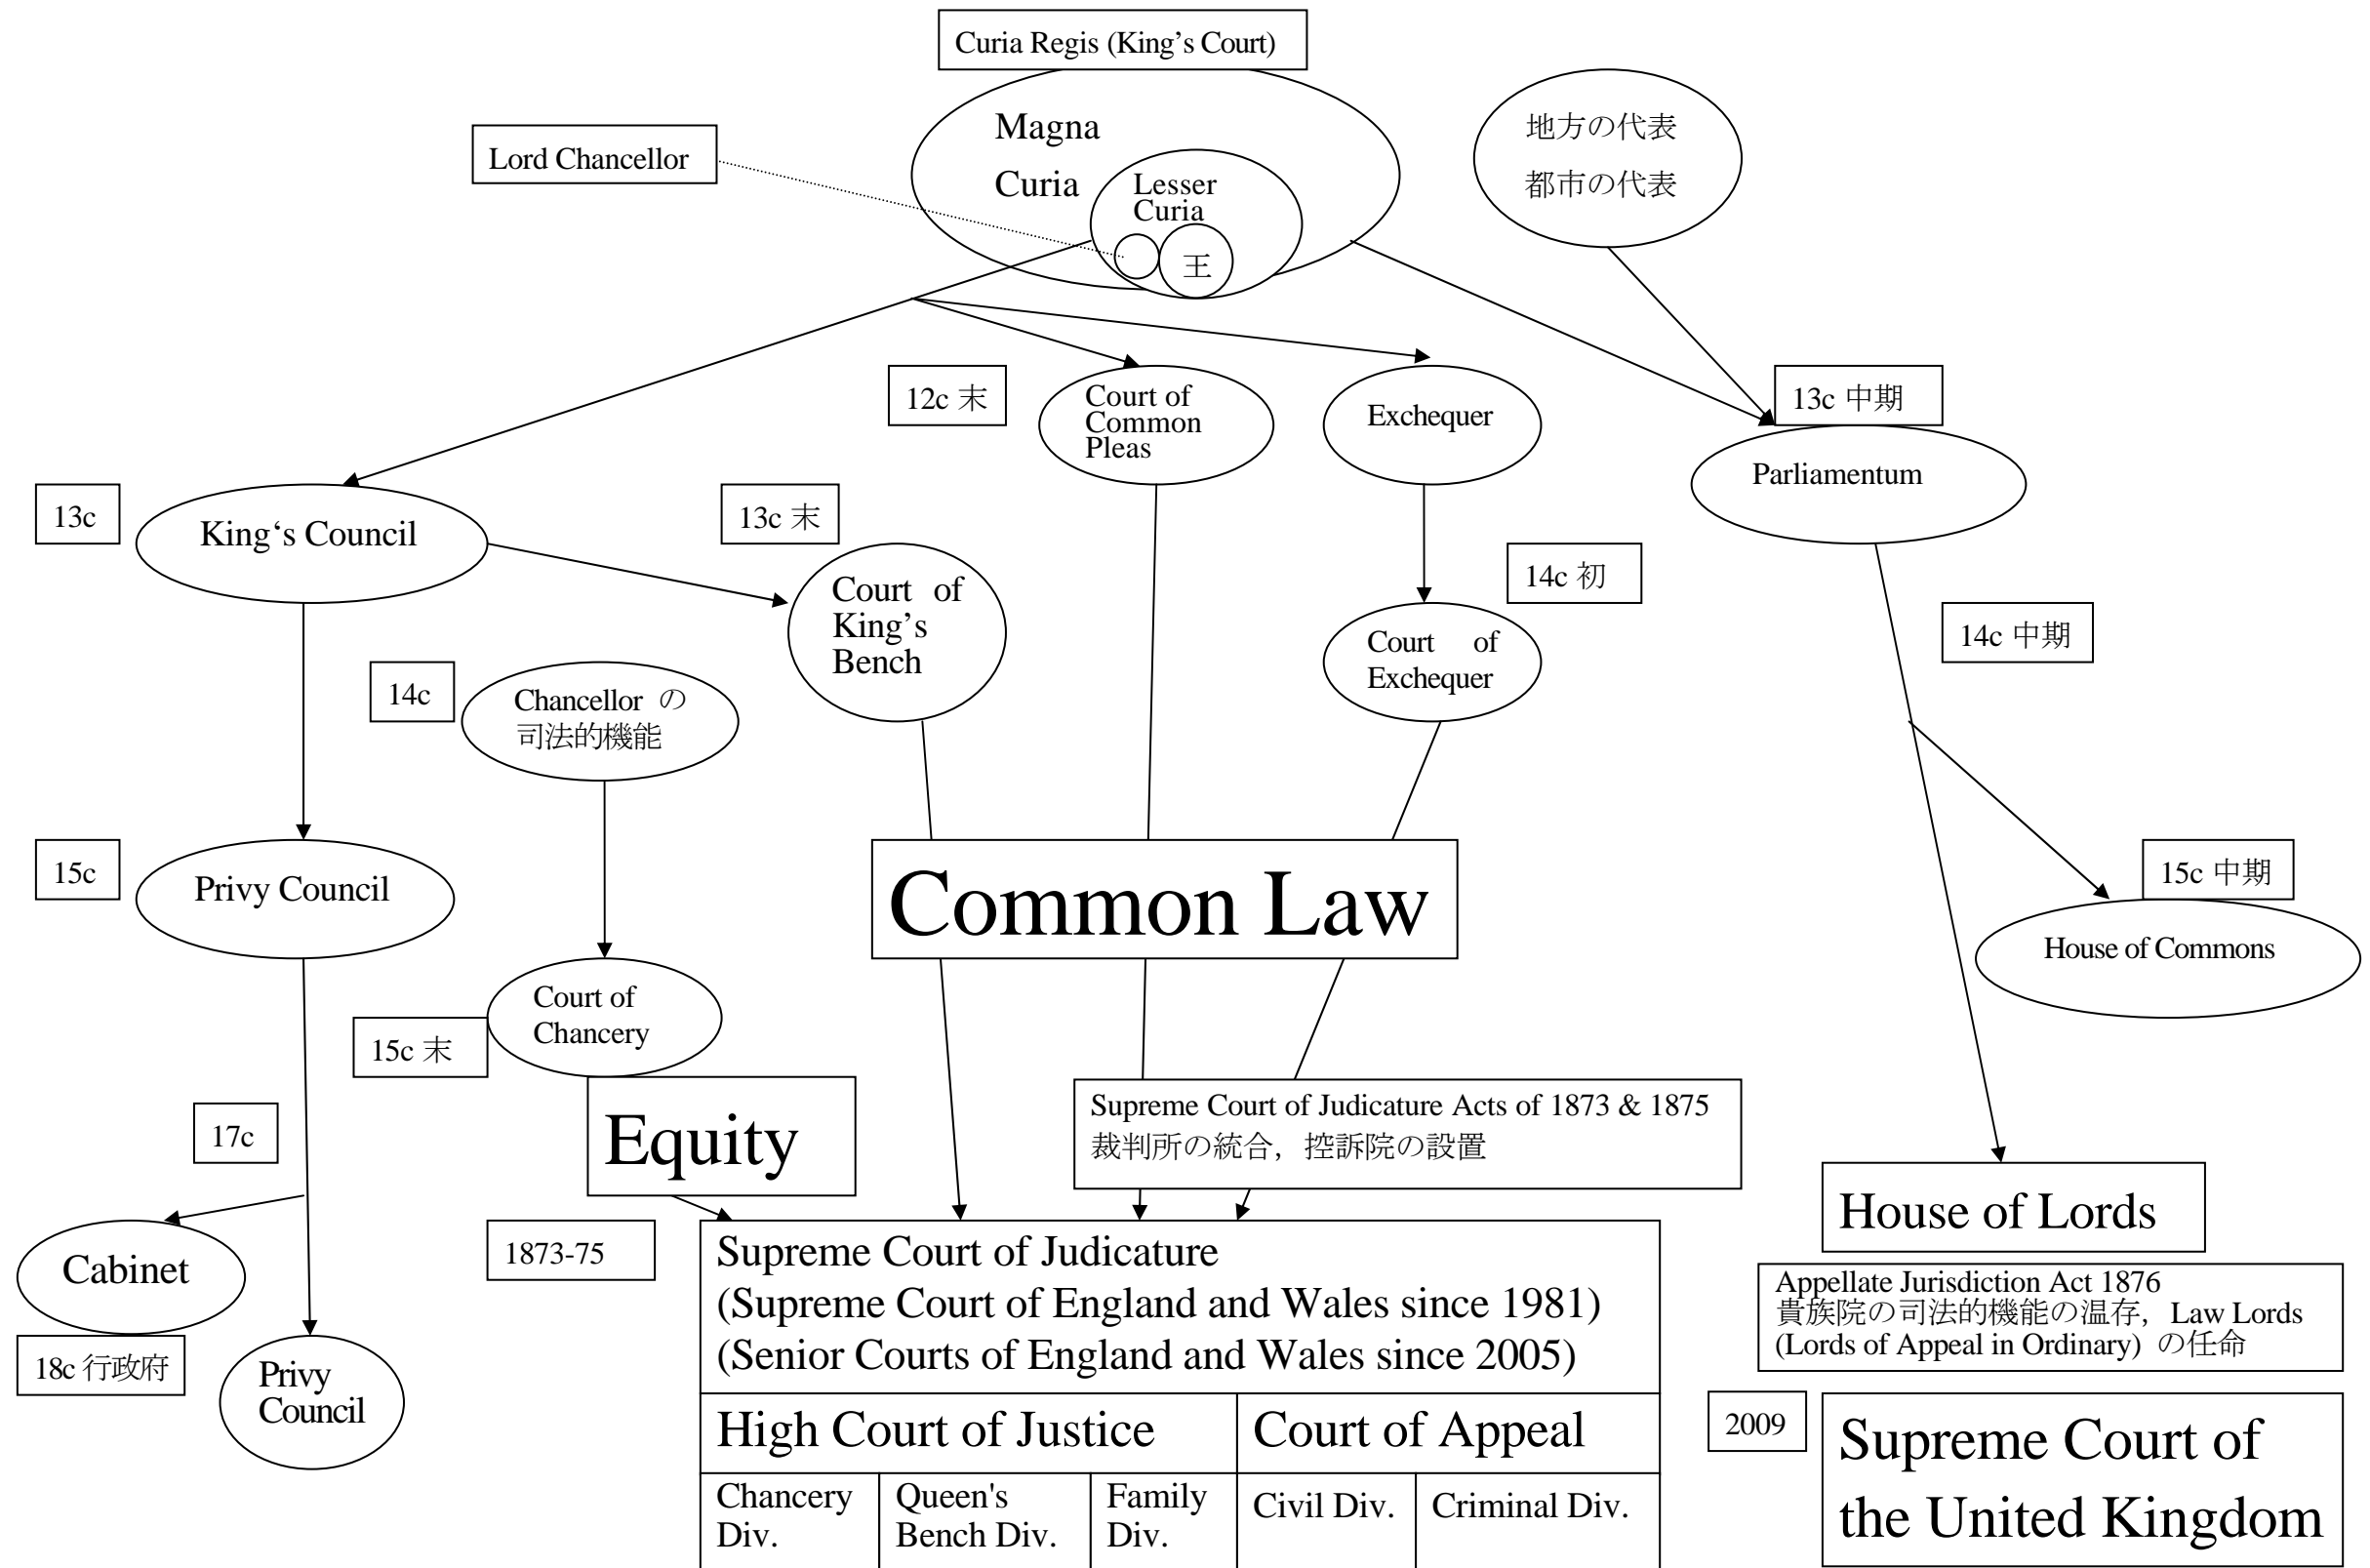 Curia Regis (King’s Court)
Magna
Curia
Lord Chancellor
Lesser
Curia
王
地方の代表
都市の代表
12c 末
Court of
Common
Pleas
Exchequer
13c 中期
Parliamentum
13c
King‘s Council
13c 末
Court of
King’s
Bench
14c 初
Court of
Exchequer
14c 中期
14c
Chancellor の
司法的機能
15c
Privy Council
Common Law
15c 中期
House of Commons
Court of
Chancery
15c 末
17c
Equity
Supreme Court of Judicature Acts of 1873 & 1875
裁判所の統合，控訴院の設置
House of Lords
1873-75
Cabinet
18c 行政府
Privy
Council
Supreme Court of Judicature
(Supreme Court of England and Wales since 1981)
(Senior Courts of England and Wales since 2005)
Appellate Jurisdiction Act 1876
貴族院の司法的機能の温存，Law Lords
(Lords of Appeal in Ordinary) の任命
High Court of Justice
Court of Appeal
2009
Supreme Court of
the United Kingdom
Chancery
Div.
Queen's
Bench Div.
Family
Div.
Civil Div.
Criminal Div.